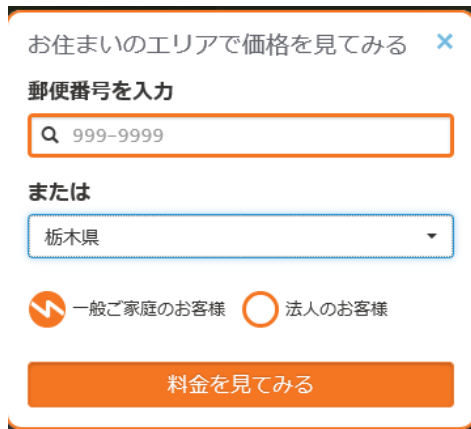 お住まいのエリアで価格を見てみる ×
郵便番号を入力
999-9999
または
栃木県
一般ご家庭のお客様 法人のお客様
料金を見てみる